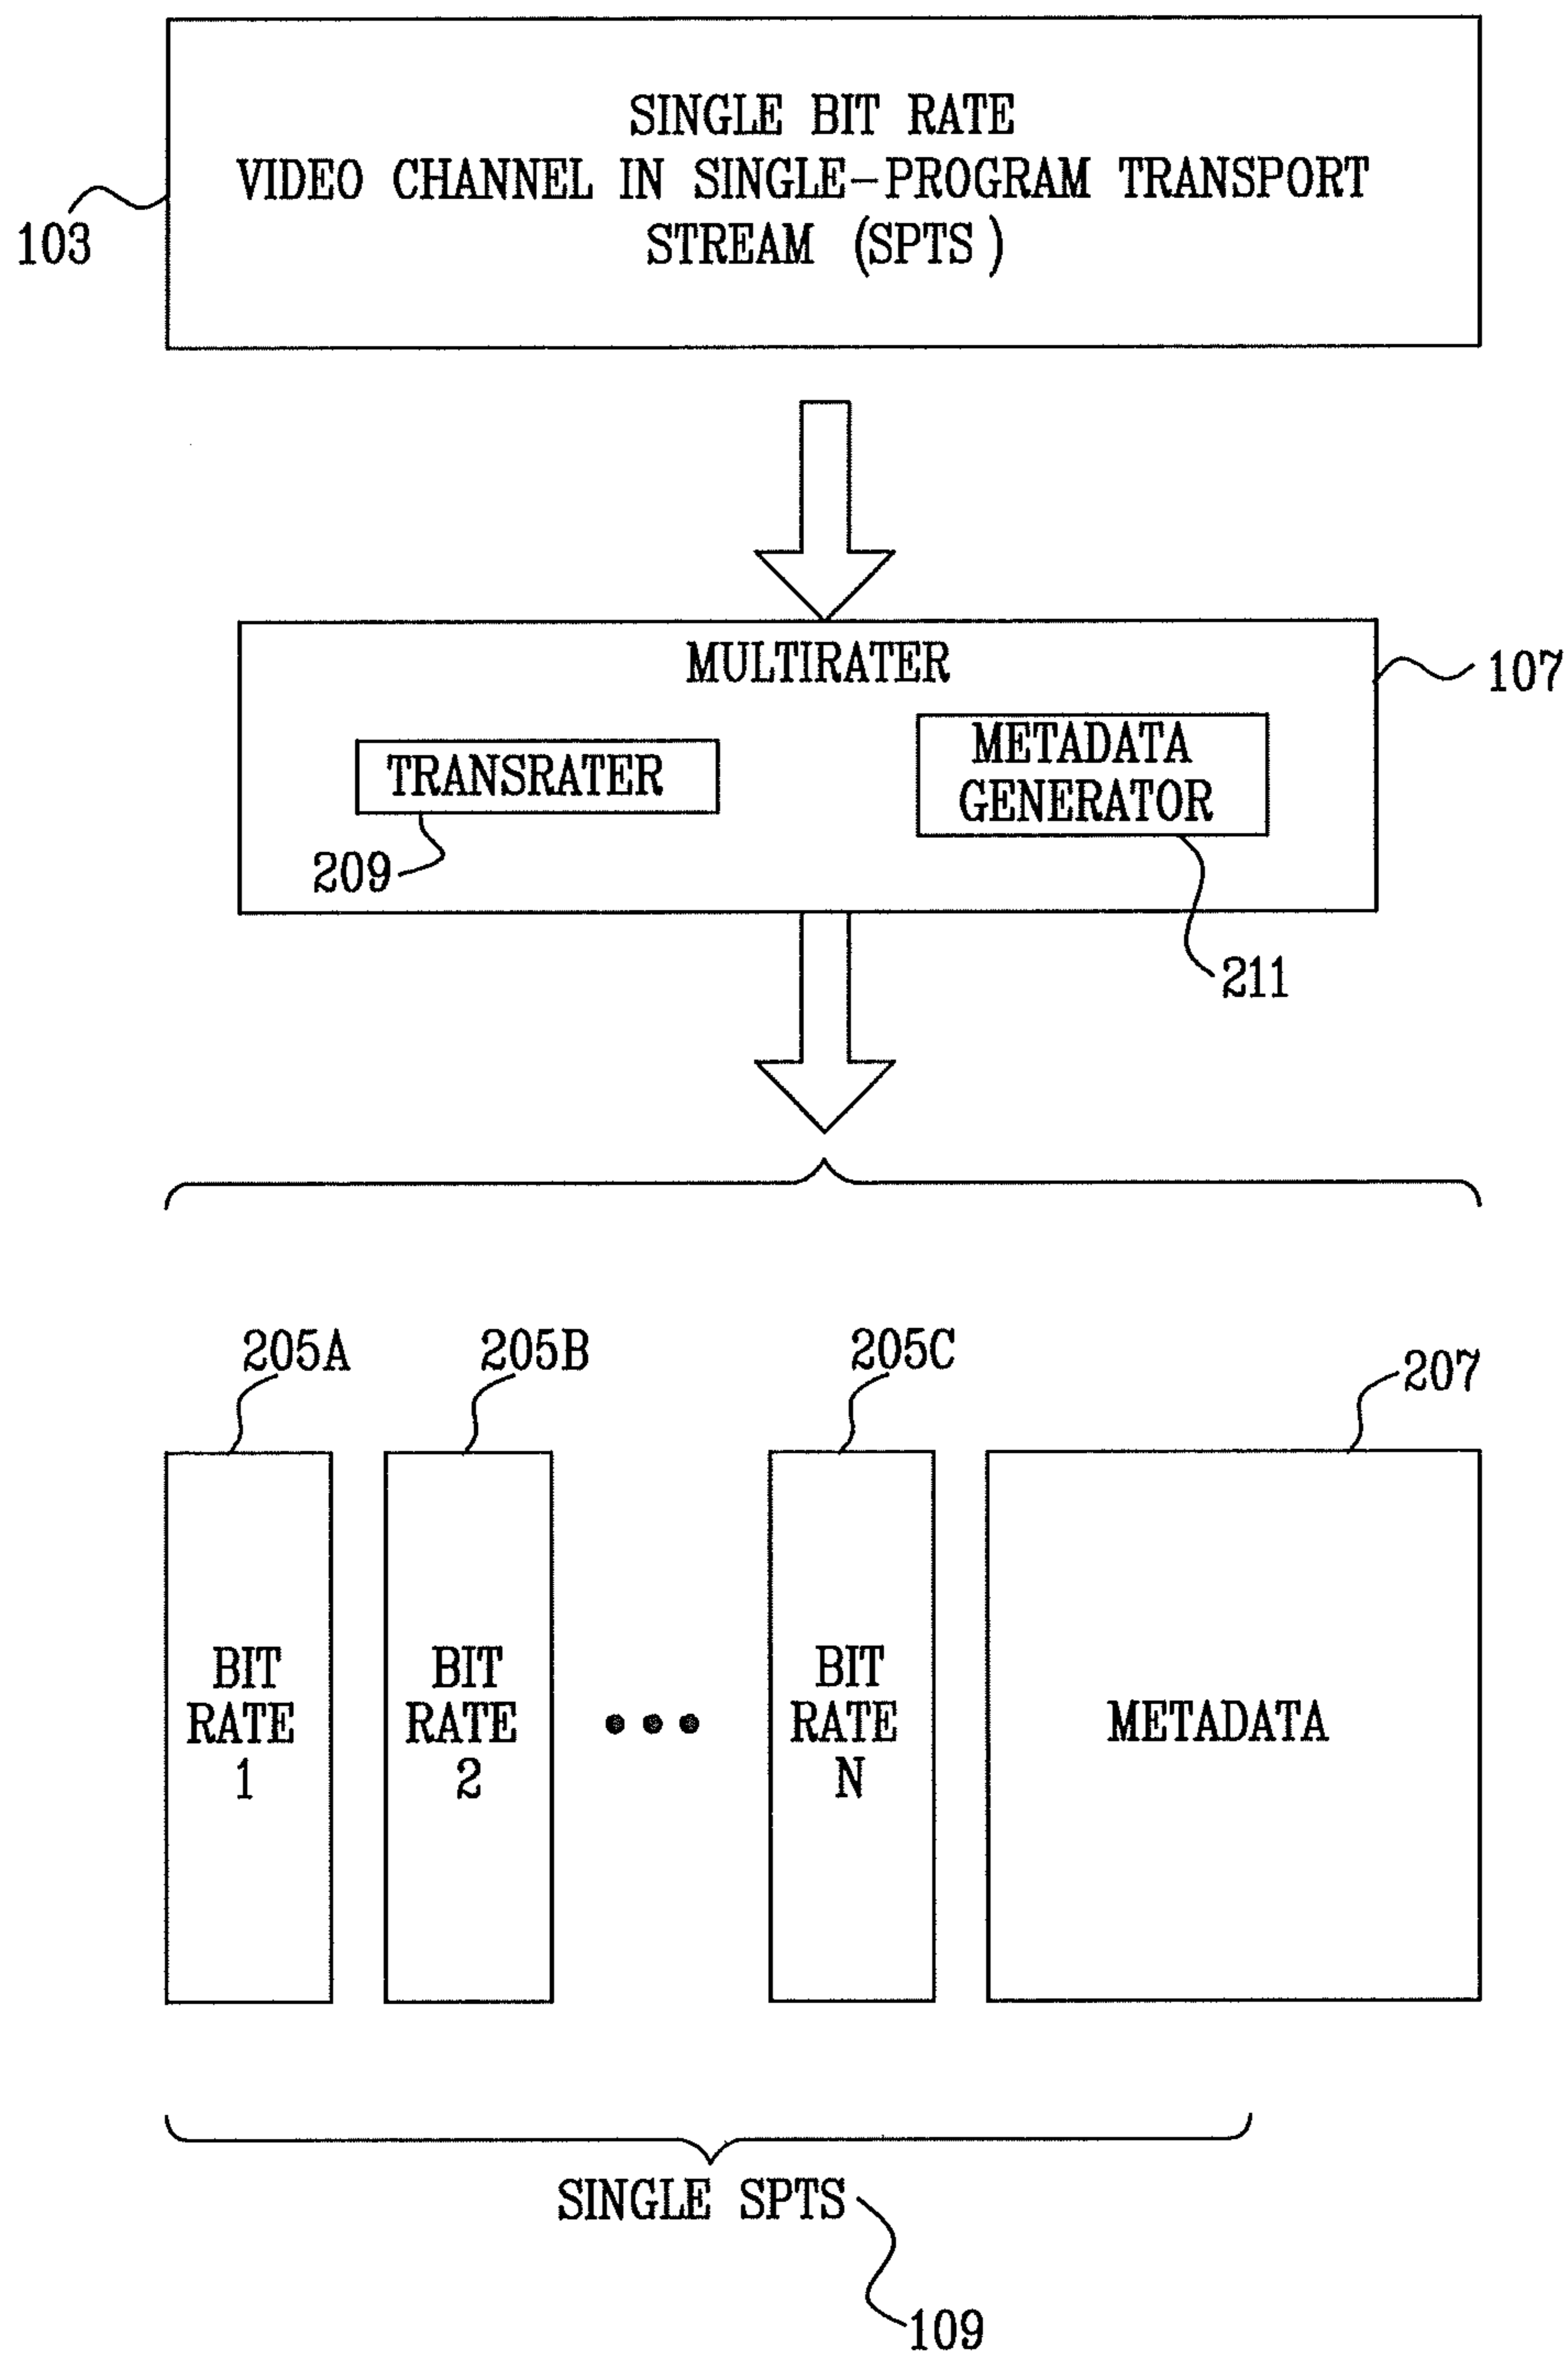 SINGLE BIT RATE
VIDEO CHANNEL IN SINGLE-PROGRAM TRANSPORT
STREAM (SPTS)
103
MULTIRATER
107
TRANSRATER
METADATA
GENERATOR
209
211
205A
205B
205C
207
BIT
RATE
1
BIT
RATE
2
BIT
RATE
N
METADATA
SINGLE SPTS
109